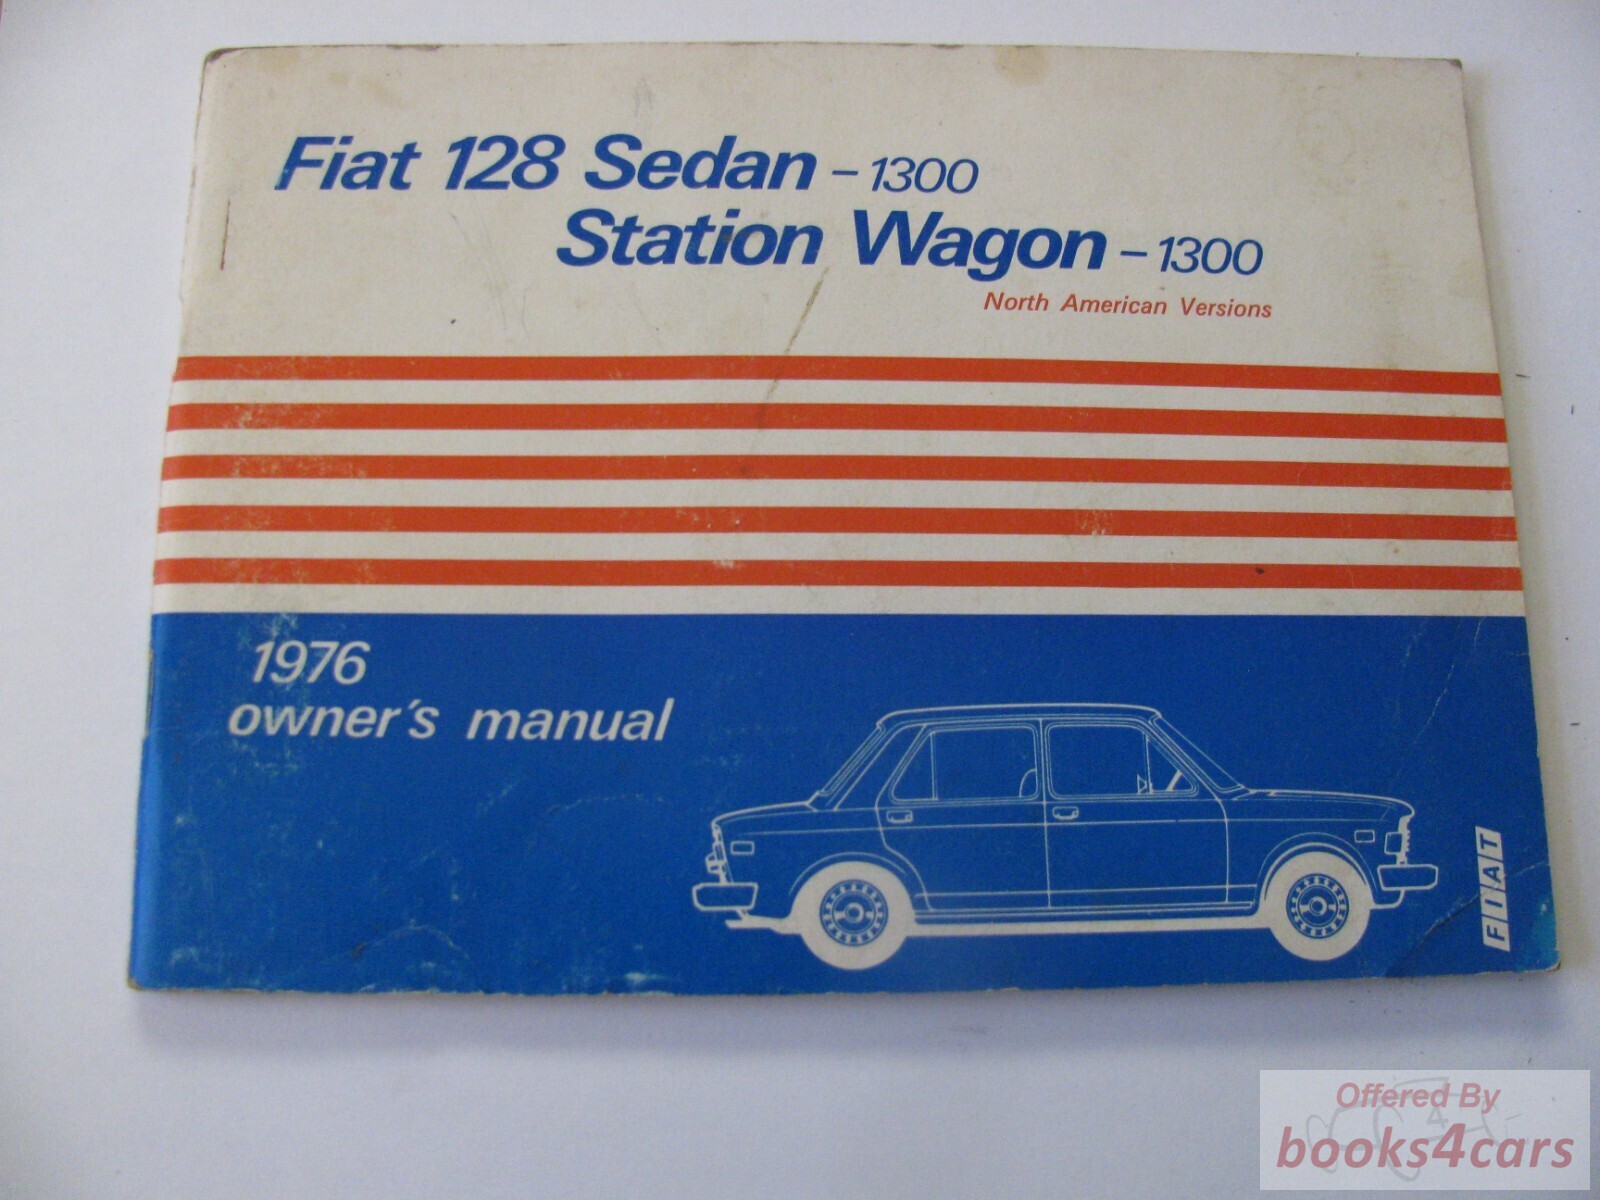 Fiat 128 Sedan – 1300
Station Wagon – 1300
North American Versions
1976
owner's manual
FIAT
Offered By
books4cars